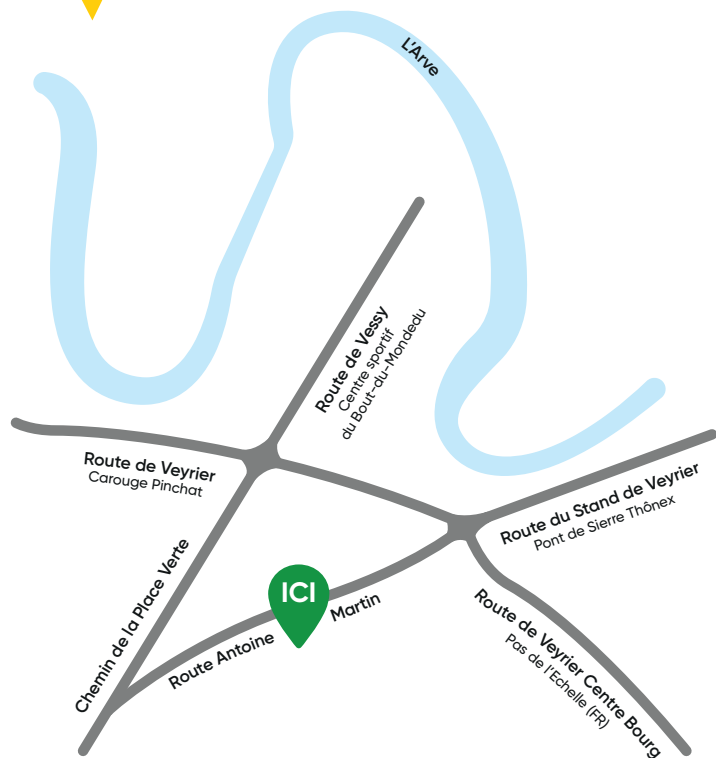 L'Arve
Route de Vessy
Centre sportif
du Bout-du-Mondedu
Route de Veyrier
Carouge Pinchat
Route du Stand de Veyrier
Pont de Sierre Thônex
Chemin de la Place Verte
ICI
Route Antoine Martin
Route de Veyrier Centre Bourg
Pas de l'Echelle (FR)